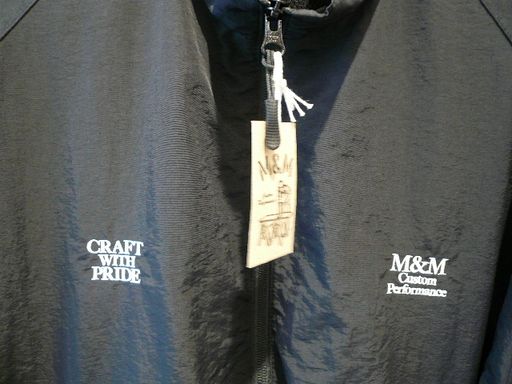 CRAFT
WITH
PRIDE
M&M
M&M
Custom
Performance